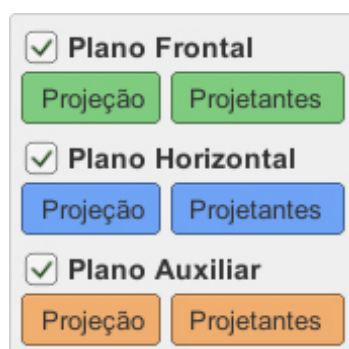 Plano Frontal
Projeção Projetantes
Plano Horizontal
Projeção Projetantes
Plano Auxiliar
Projeção Projetantes